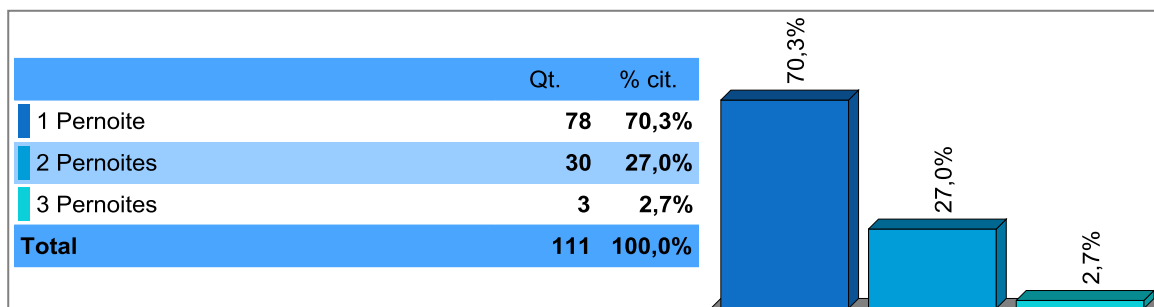 Qt. % cit.
1 Pernoite 78 70,3%
2 Pernoites 30 27,0%
3 Pernoites 3 2,7%
Total 111 100,0%
70,3%
27,0%
2,7%